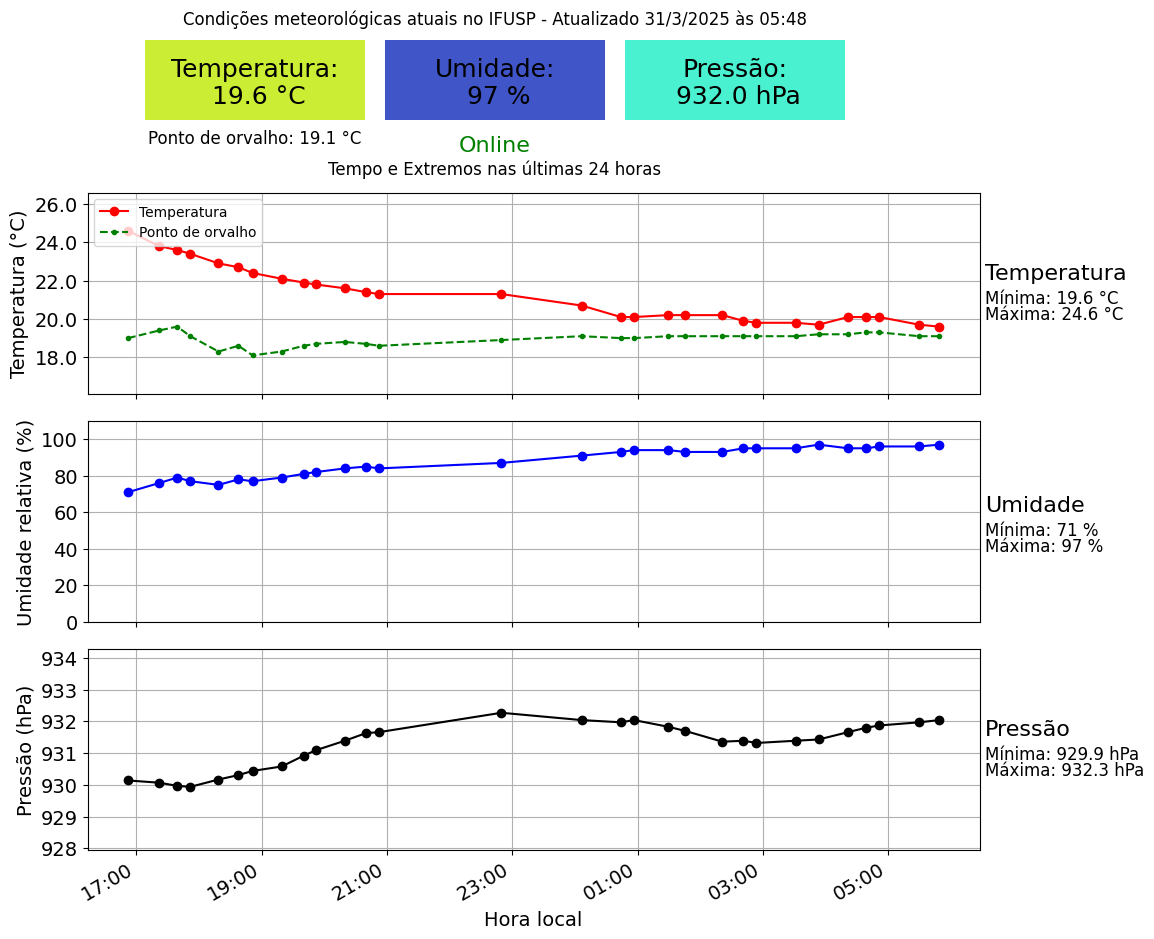 Condições meteorológicas atuais no IFUSP - Atualizado 31/3/2025 às 05:48
Temperatura:
19.6 °C
Umidade:
97 %
Pressão:
932.0 hPa
Ponto de orvalho: 19.1 °C
Online
Tempo e Extremos nas últimas 24 horas
Temperatura (°C)
26.0
24.0
22.0
20.0
18.0
Temperatura
Ponto de orvalho
Temperatura
Mínima: 19.6 °C
Máxima: 24.6 °C
Umidade relativa (%)
100
80
60
40
20
0
Umidade
Mínima: 71 %
Máxima: 97 %
Pressão (hPa)
934
933
932
931
930
929
928
Pressão
Mínima: 929.9 hPa
Máxima: 932.3 hPa
17:00
19:00
21:00
23:00
01:00
03:00
05:00
Hora local